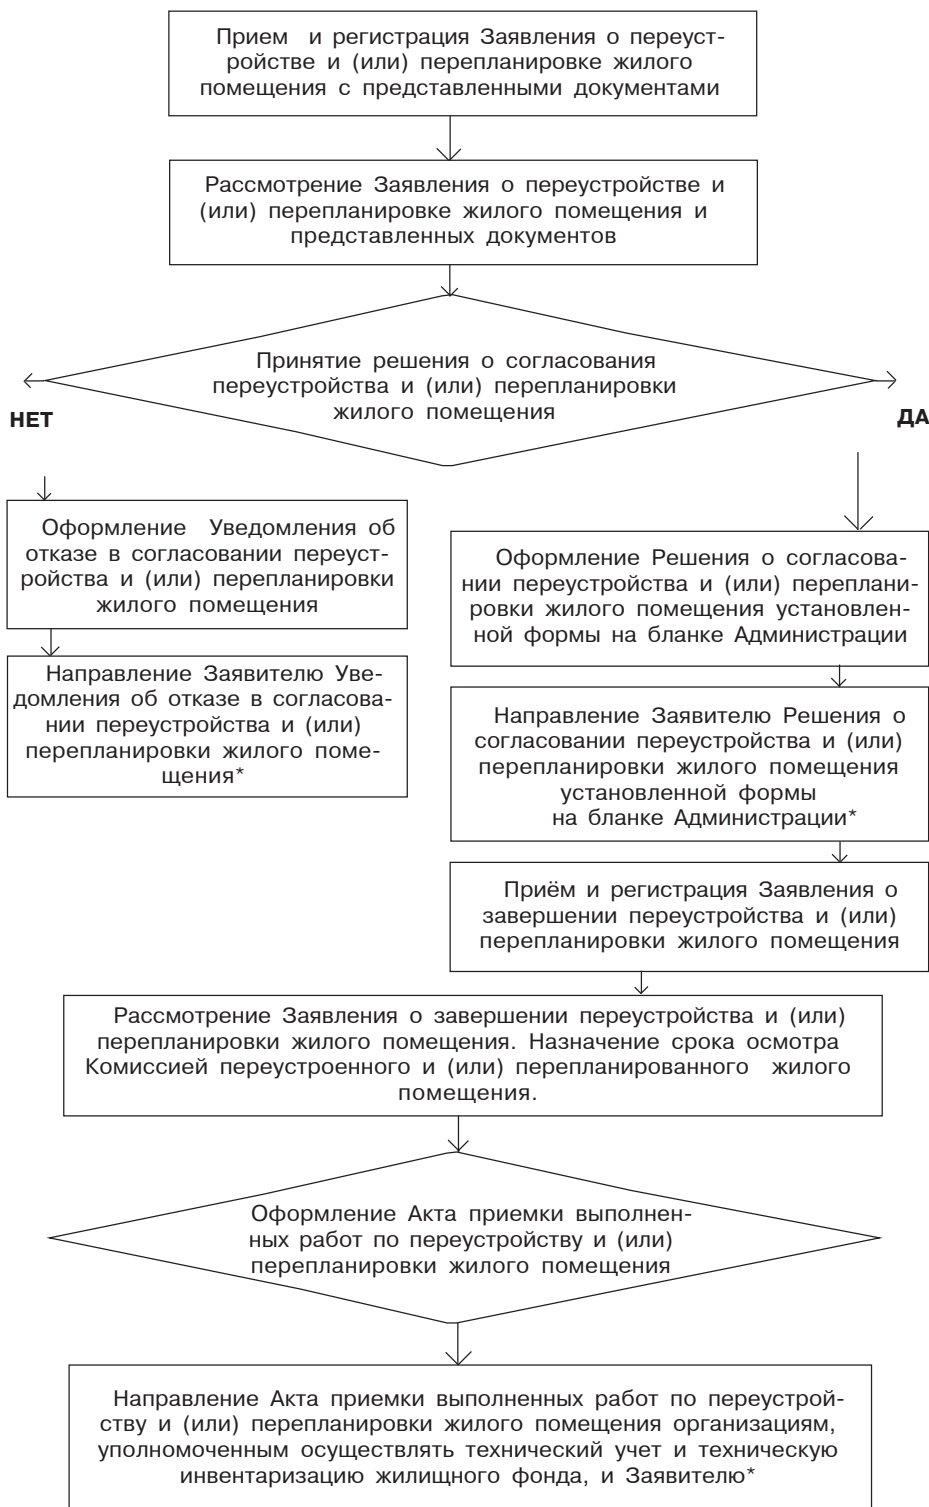 Прием и регистрация Заявления о переуст-
ройстве и (или) перепланировке жилого
помещения с представленными документами
Рассмотрение Заявления о переустройстве и
(или) перепланировке жилого помещения и
представленных документов
Принятие решения о согласования
переустройства и (или) перепланировки
жилого помещения
НЕТ
ДА
Оформление Уведомления об
отказе в согласовании переуст-
ройства и (или) перепланировки
жилого помещения
Направление Заявителю Уве-
домления об отказе в согласова-
нии переустройства и (или)
перепланировки жилого поме-
щения*
Оформление Решения о согласова-
нии переустройства и (или) переплани-
ровки жилого помещения установлен-
ной формы на бланке Администрации
Направление Заявителю Решения о
согласовании переустройства и (или)
перепланировки жилого помещения
установленной формы
на бланке Администрации*
Приём и регистрация Заявления о
завершении переустройства и (или)
перепланировки жилого помещения
Рассмотрение Заявления о завершении переустройства и (или)
перепланировки жилого помещения. Назначение срока осмотра
Комиссией переустроенного и (или) перепланированного жилого
помещения.
Оформление Акта приемки выполнен-
ных работ по переустройству и (или)
перепланировки жилого помещения
Направление Акта приемки выполненных работ по переустрой-
ству и (или) перепланировки жилого помещения организациям,
уполномоченным осуществлять технический учет и техническую
инвентаризацию жилищного фонда, и Заявителю*